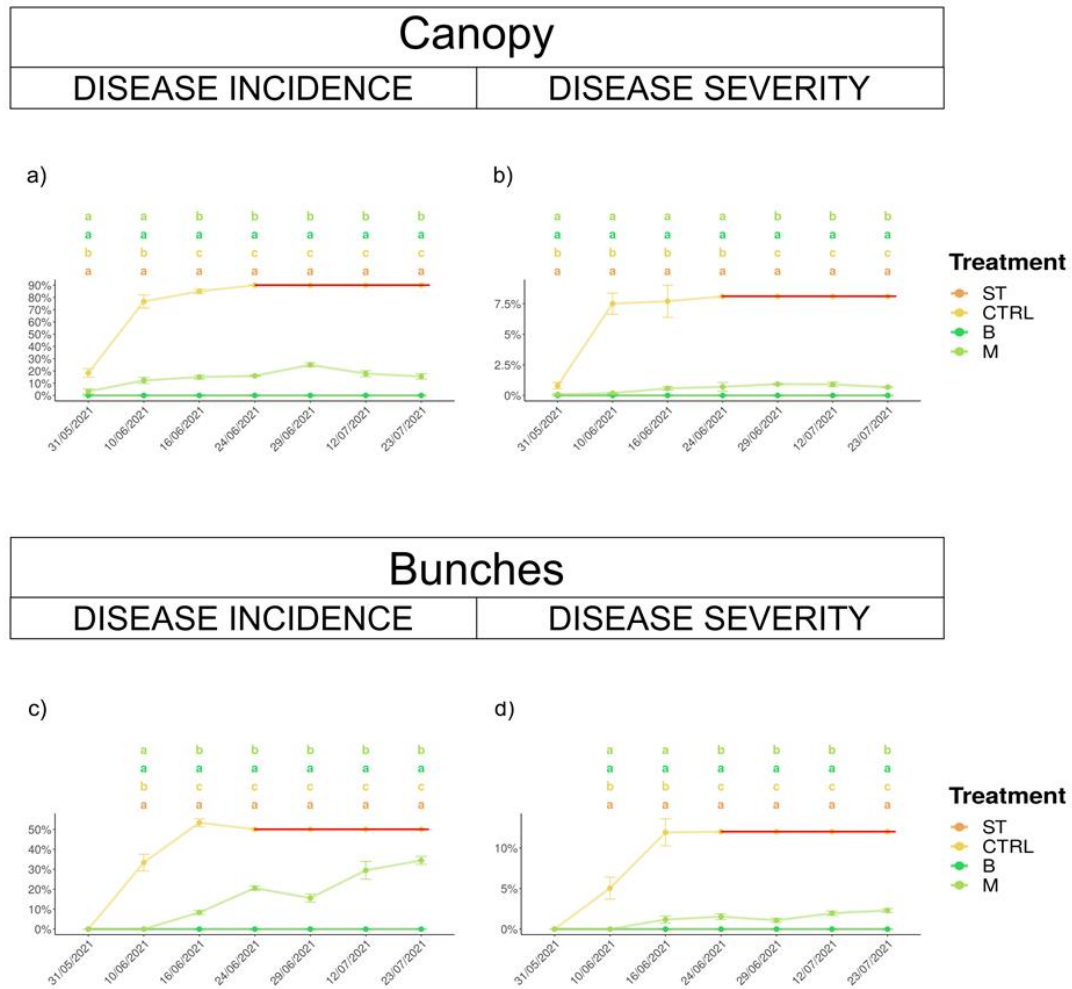 Canopy
DISEASE INCIDENCE DISEASE SEVERITY
a) b)
a a b b b b b a a a a b b b
a a a a a a a a a a a a a a
b b c c c c c b b b b c c c
a a a a a a a a a a a a a a
90%
80%
70%
60%
50%
40%
30%
20%
10%
0%
31/05/2021 10/06/2021 16/06/2021 24/06/2021 29/06/2021 12/07/2021 23/07/2021
7.5%
5%
2.5%
0%
31/05/2021 10/06/2021 16/06/2021 24/06/2021 29/06/2021 12/07/2021 23/07/2021
Treatment
ST
CTRL
B
M
Bunches
DISEASE INCIDENCE DISEASE SEVERITY
c) d)
a b b b b b a a b b b b
a a a a a a a a a a a a
b c c c c c b b c c c c
a a a a a a a a a a a a
50%
40%
30%
20%
10%
0%
31/05/2021 10/06/2021 16/06/2021 24/06/2021 29/06/2021 12/07/2021 23/07/2021
10%
5%
0%
31/05/2021 10/06/2021 16/06/2021 24/06/2021 29/06/2021 12/07/2021 23/07/2021
Treatment
ST
CTRL
B
M